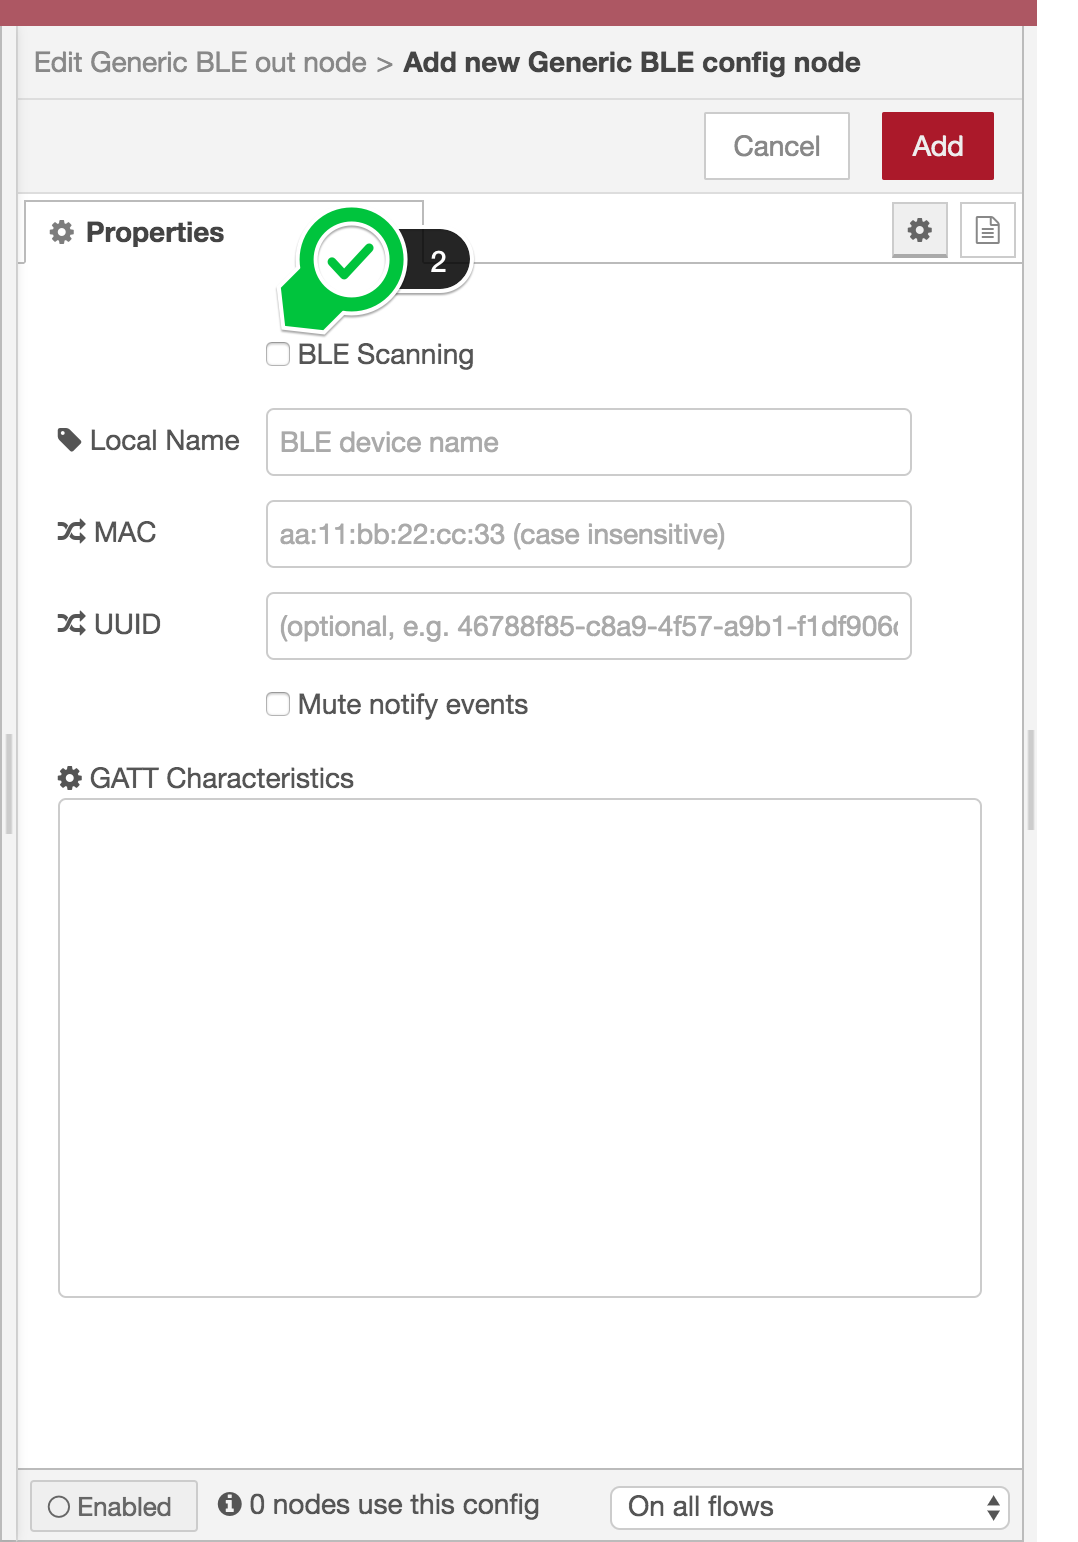 Edit Generic BLE out node > Add new Generic BLE config node
Cancel
Add
Properties
2
BLE Scanning
Local Name
BLE device name
MAC
aa:11:bb:22:cc:33 (case insensitive)
UUID
(optional, e.g. 46788f85-c8a9-4f57-a9b1-f1df906
Mute notify events
GATT Characteristics
Enabled
0 nodes use this config
On all flows